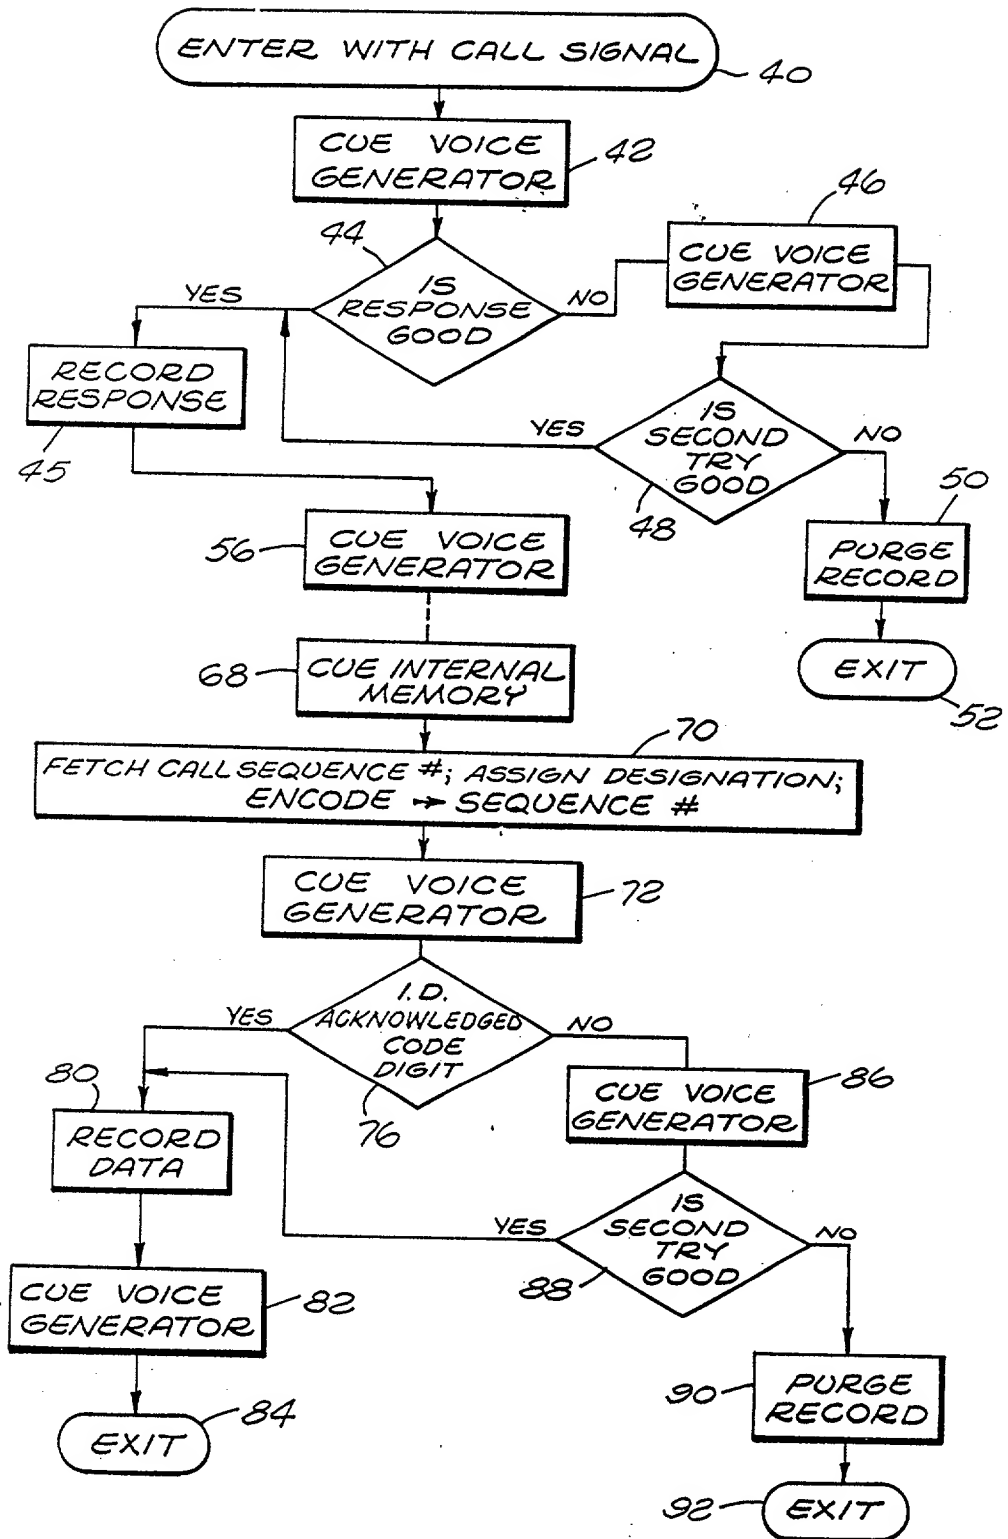 ENTER WITH CALL SIGNAL
40
CUE VOICE
GENERATOR
42
44
IS
RESPONSE
GOOD
YES
NO
46
CUE VOICE
GENERATOR
RECORD
RESPONSE
45
IS
SECOND
TRY
GOOD
YES
NO
48
50
PURGE
RECORD
EXIT
52
56
CUE VOICE
GENERATOR
68
CUE INTERNAL
MEMORY
70
FETCH CALL SEQUENCE #; ASSIGN DESIGNATION;
ENCODE → SEQUENCE #
CUE VOICE
GENERATOR
72
I.D.
ACKNOWLEDGED
CODE
DIGIT
YES
NO
76
80
RECORD
DATA
86
CUE VOICE
GENERATOR
IS
SECOND
TRY
GOOD
YES
NO
88
CUE VOICE
GENERATOR
82
84
EXIT
90
PURGE
RECORD
92
EXIT